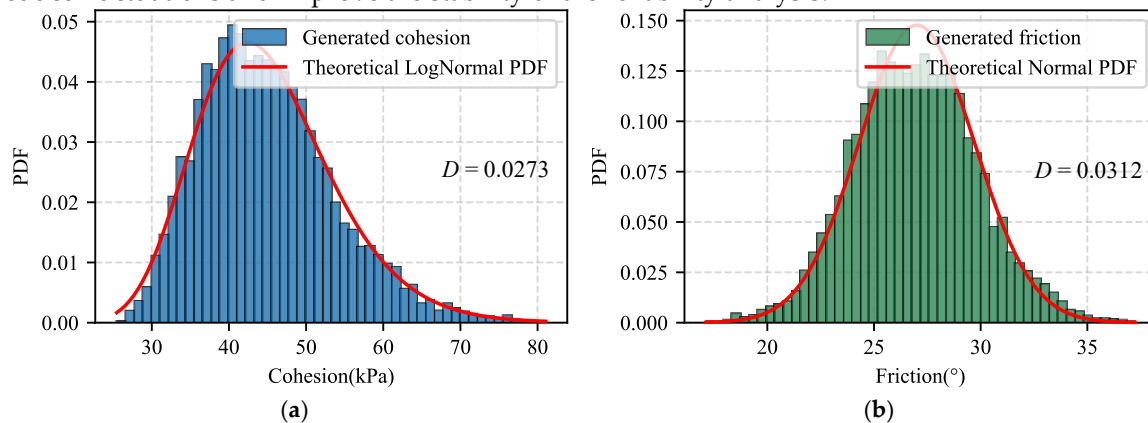 0.05
0.04
0.03
0.02
0.01
0.00
PDF
Generated cohesion
Theoretical LogNormal PDF
D = 0.0273
30 40 50 60 70 80
Cohesion(kPa)
(a)
0.150
0.125
0.100
0.075
0.050
0.025
0.000
PDF
Generated friction
Theoretical Normal PDF
D = 0.0312
20 25 30 35
Friction(°)
(b)